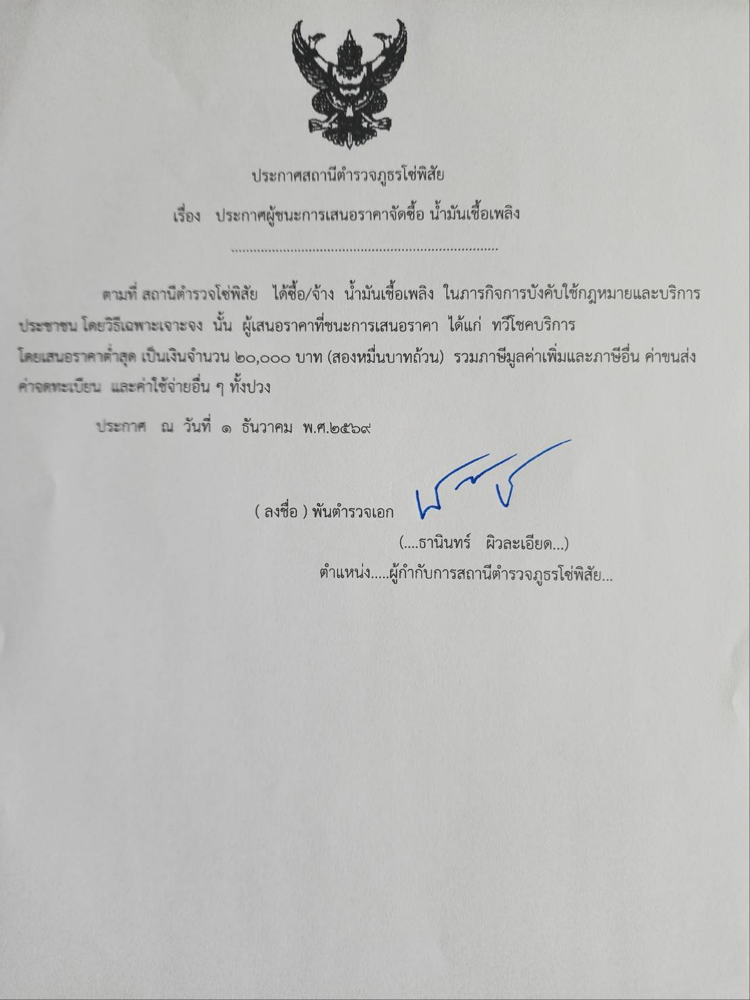 ประกาศสถานีตำรวจภูธรโซ่พิสัย
เรื่อง ประกาศผู้ชนะการเสนอราคาจัดซื้อ น้ำมันเชื้อเพลิง
........................................................................
ตามที่ สถานีตำรวจโซ่พิสัย ได้ซื้อ/จ้าง น้ำมันเชื้อเพลิง ในภารกิจการบังคับใช้กฎหมายและบริการ
ประชาชน โดยวิธีเฉพาะเจาะจง นั้น ผู้เสนอราคาที่ชนะการเสนอราคา ได้แก่ ทวีโชคบริการ
โดยเสนอราคาต่ำสุด เป็นเงินจำนวน ๒๐,๐๐๐ บาท (สองหมื่นบาทถ้วน) รวมภาษีมูลค่าเพิ่มและภาษีอื่น ค่าขนส่ง
ค่าจดทะเบียน และค่าใช้จ่ายอื่น ๆ ทั้งปวง
ประกาศ ณ วันที่ ๑ ธันวาคม พ.ศ.๒๕๖๙
( ลงชื่อ ) พันตำรวจเอก
(....ธานินทร์ ผิวละเอียด...)
ตำแหน่ง.....ผู้กำกับการสถานีตำรวจภูธรโซ่พิสัย...